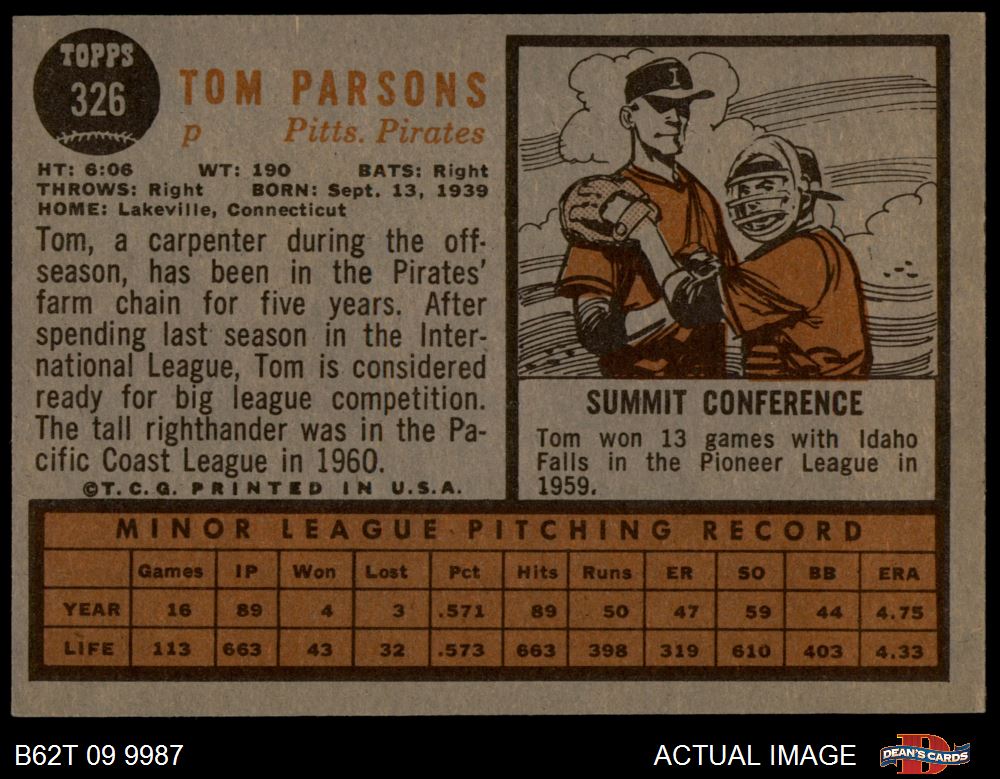 TOPPS
326
TOM PARSONS
p Pitts. Pirates
HT: 6:06 WT: 190 BATS: Right
THROWS: Right BORN: Sept. 13, 1939
HOME: Lakeville, Connecticut
Tom, a carpenter during the off-
season, has been in the Pirates'
farm chain for five years. After
spending last season in the Inter-
national League, Tom is considered
ready for big league competition.
The tall righthander was in the Pa-
cific Coast League in 1960.
©T.C.G. PRINTED IN U.S.A.
I
SUMMIT CONFERENCE
Tom won 13 games with Idaho
Falls in the Pioneer League in
1959.
MINOR LEAGUE PITCHING RECORD
Games IP Won Lost Pct Hits Runs ER SO BB ERA
YEAR 16 89 4 3 .571 89 50 47 59 44 4.75
LIFE 113 663 43 32 .573 663 398 319 610 403 4.33
B62T 09 9987 ACTUAL IMAGE D DEAN'S CARDS